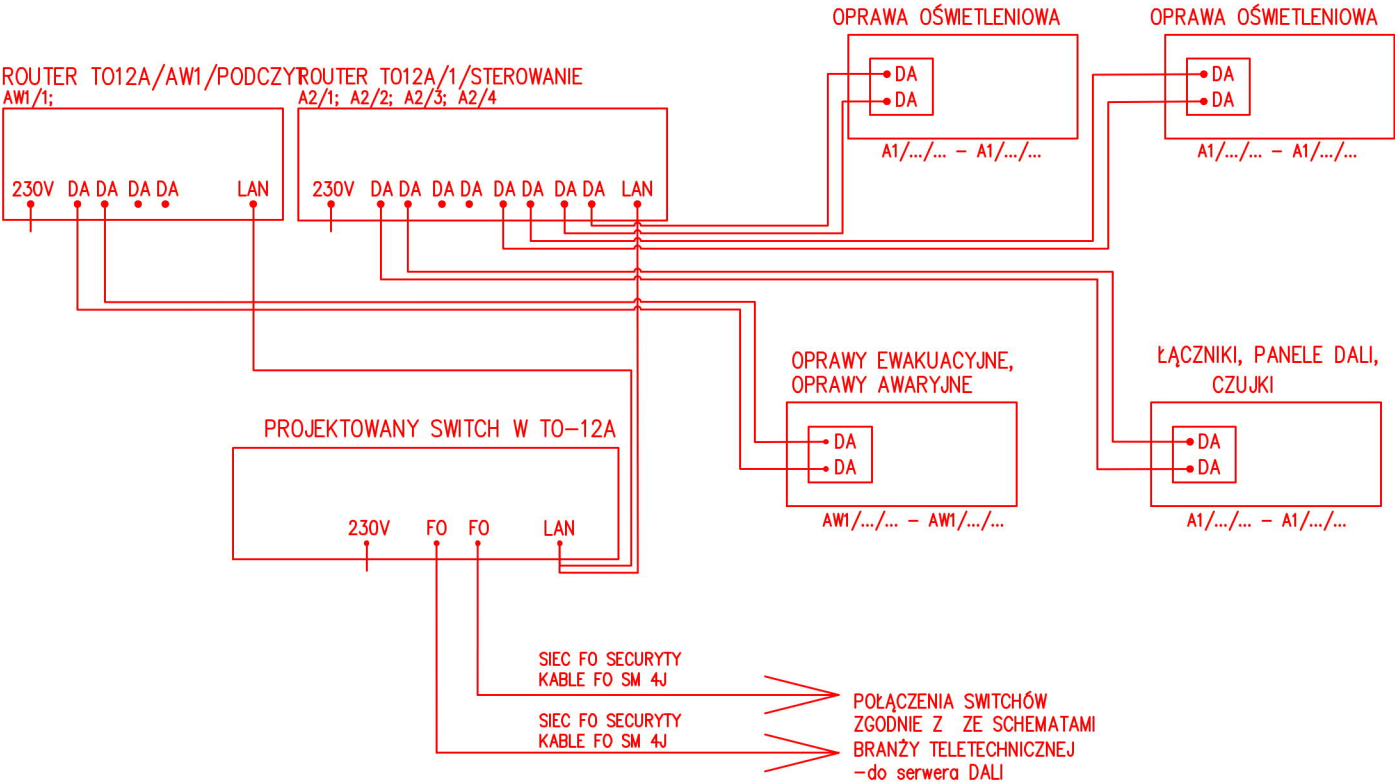 OPRAWA OŚWIETLENIOWA
OPRAWA OŚWIETLENIOWA
ROUTER TO12A/AW1/PODCZYT
AW1/1;
ROUTER TO12A/1/STEROWANIE
A2/1; A2/2; A2/3; A2/4
DA
DA
A1/.../... – A1/.../...
DA
DA
A1/.../... – A1/.../...
230V DA DA DA DA LAN
230V DA DA DA DA DA DA DA DA LAN
OPRAWY EWAKUACYJNE,
OPRAWY AWARYJNE
DA
DA
AW1/.../... – AW1/.../...
ŁĄCZNIKI, PANELE DALI,
CZUJKI
DA
DA
A1/.../... – A1/.../...
PROJEKTOWANY SWITCH W TO–12A
230V FO FO LAN
SIEC FO SECURYTY
KABLE FO SM 4J
SIEC FO SECURYTY
KABLE FO SM 4J
POŁĄCZENIA SWITCHÓW
ZGODNIE Z ZE SCHEMATAMI
BRANŻY TELETECHNICZNEJ
–do serwera DALI